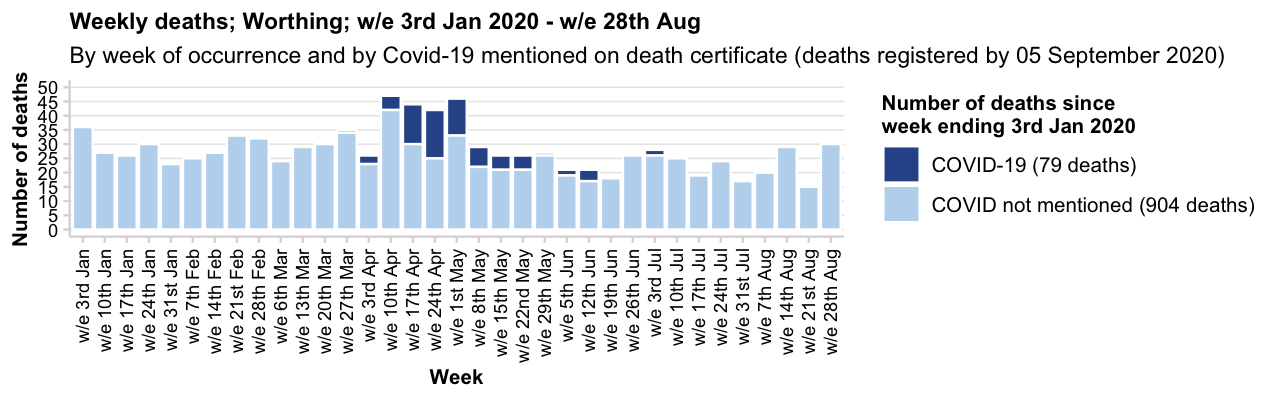 Weekly deaths; Worthing; w/e 3rd Jan 2020 - w/e 28th Aug
By week of occurrence and by Covid-19 mentioned on death certificate (deaths registered by 05 September 2020)
Number of deaths
50
45
40
35
30
25
20
15
10
5
0
w/e 3rd Jan
w/e 10th Jan
w/e 17th Jan
w/e 24th Jan
w/e 31st Jan
w/e 7th Feb
w/e 14th Feb
w/e 21st Feb
w/e 28th Feb
w/e 6th Mar
w/e 13th Mar
w/e 20th Mar
w/e 27th Mar
w/e 3rd Apr
w/e 10th Apr
w/e 17th Apr
w/e 24th Apr
w/e 1st May
w/e 8th May
w/e 15th May
w/e 22nd May
w/e 29th May
w/e 5th Jun
w/e 12th Jun
w/e 19th Jun
w/e 26th Jun
w/e 3rd Jul
w/e 10th Jul
w/e 17th Jul
w/e 24th Jul
w/e 31st Jul
w/e 7th Aug
w/e 14th Aug
w/e 21st Aug
w/e 28th Aug
Week
Number of deaths since
week ending 3rd Jan 2020
COVID-19 (79 deaths)
COVID not mentioned (904 deaths)